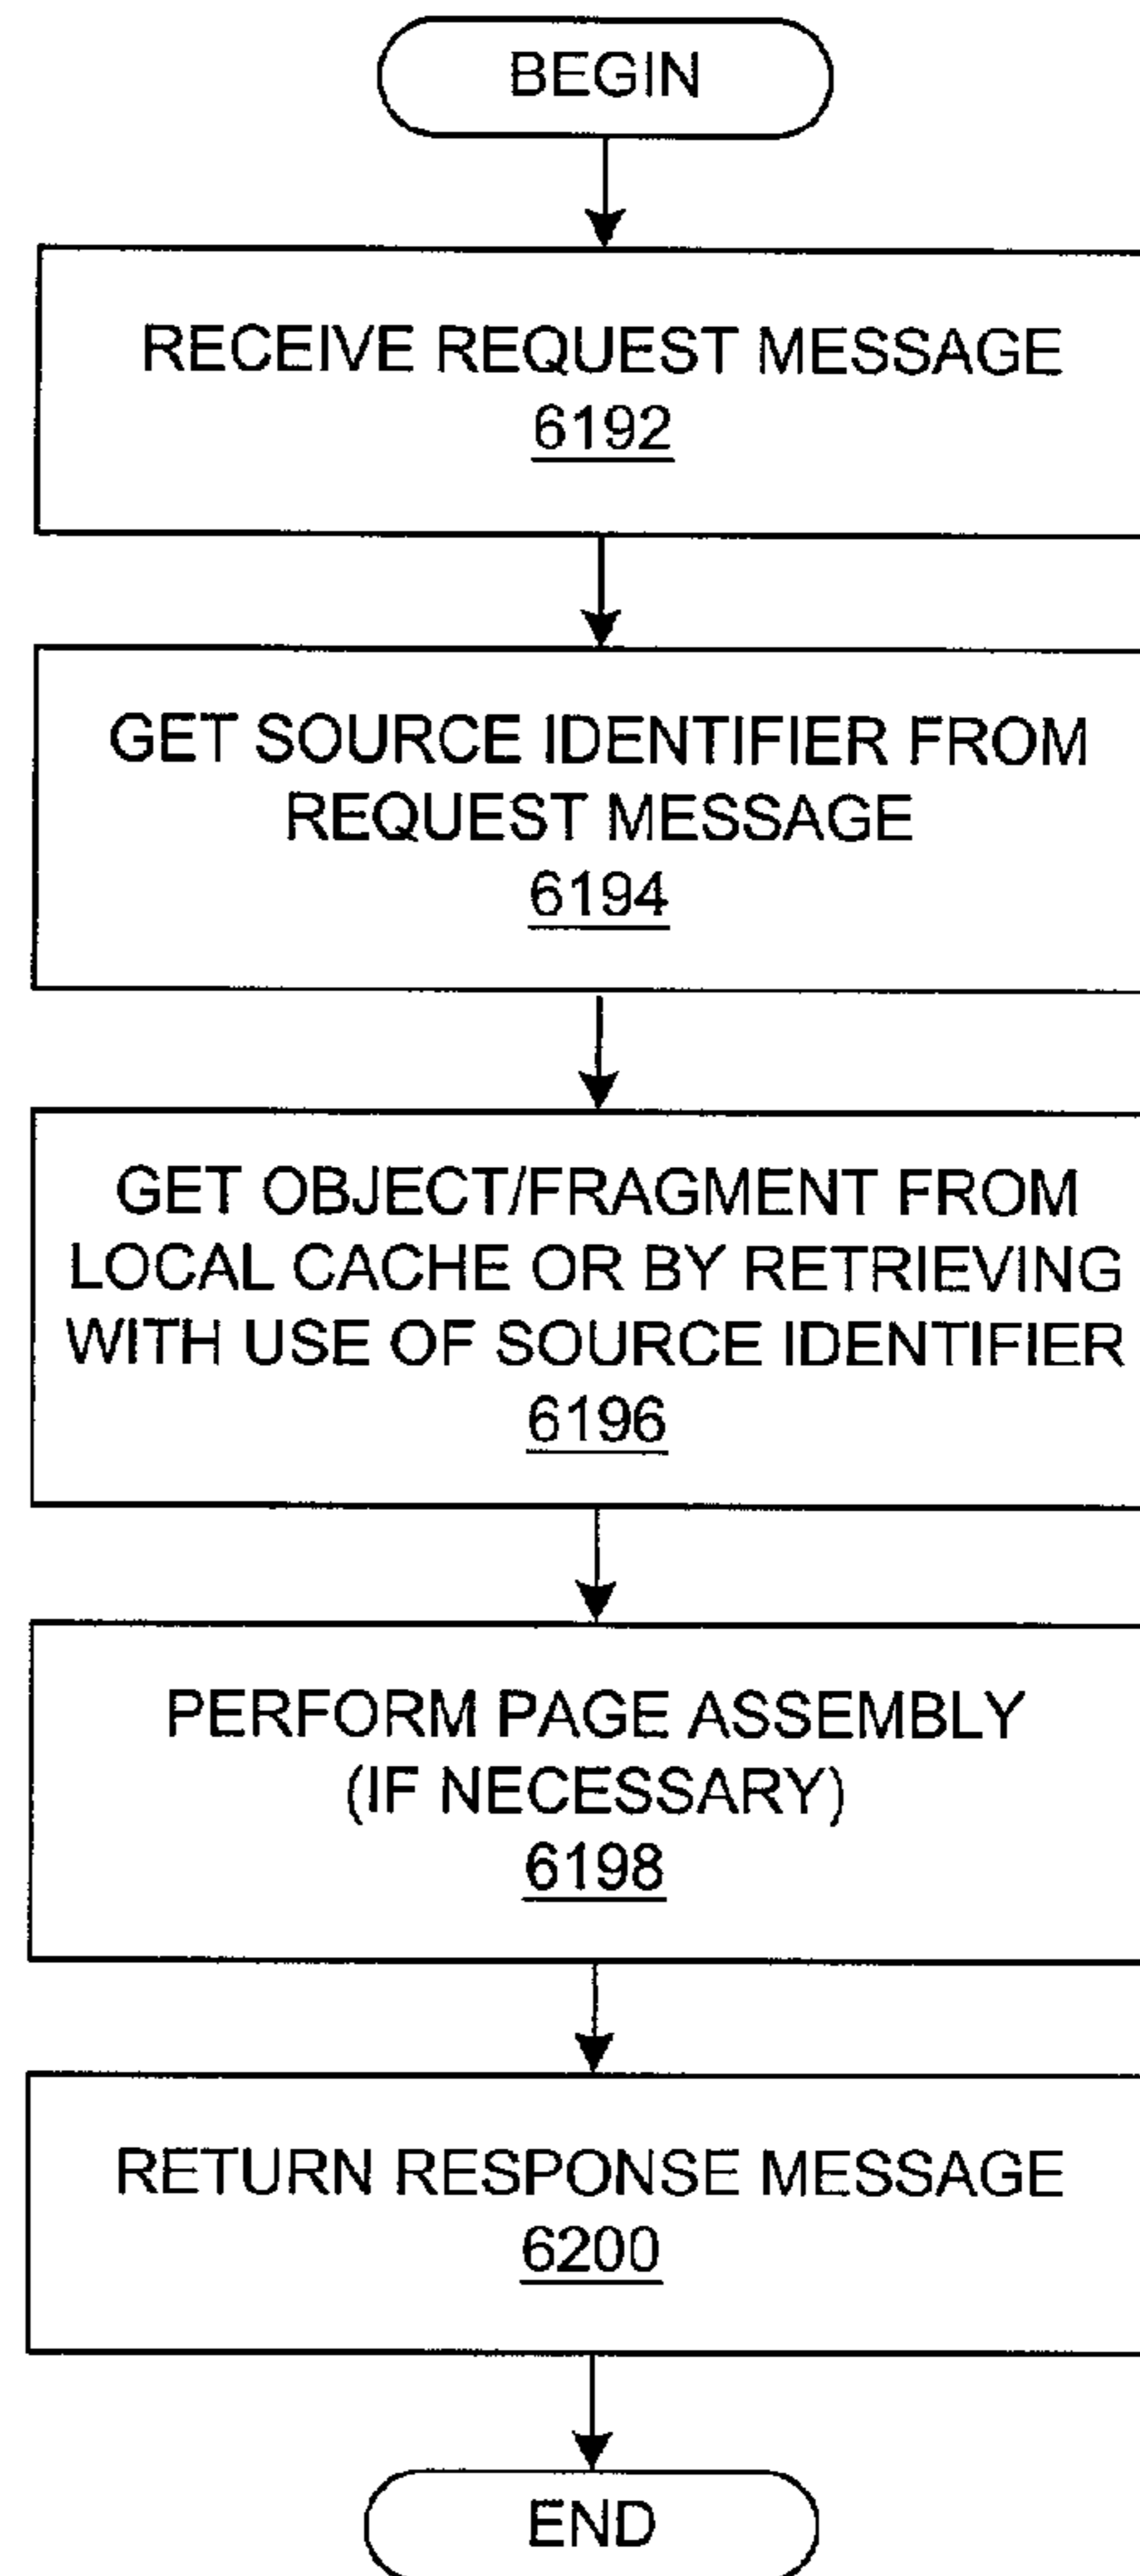 BEGIN
RECEIVE REQUEST MESSAGE
6192
GET SOURCE IDENTIFIER FROM
REQUEST MESSAGE
6194
GET OBJECT/FRAGMENT FROM
LOCAL CACHE OR BY RETRIEVING
WITH USE OF SOURCE IDENTIFIER
6196
PERFORM PAGE ASSEMBLY
(IF NECESSARY)
6198
RETURN RESPONSE MESSAGE
6200
END